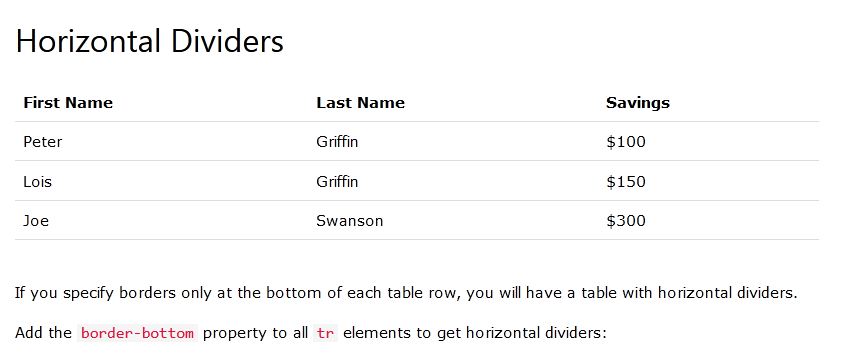 Horizontal Dividers
First Name Last Name Savings
Peter Griffin $100
Lois Griffin $150
Joe Swanson $300
If you specify borders only at the bottom of each table row, you will have a table with horizontal dividers.
Add the border-bottom property to all tr elements to get horizontal dividers: